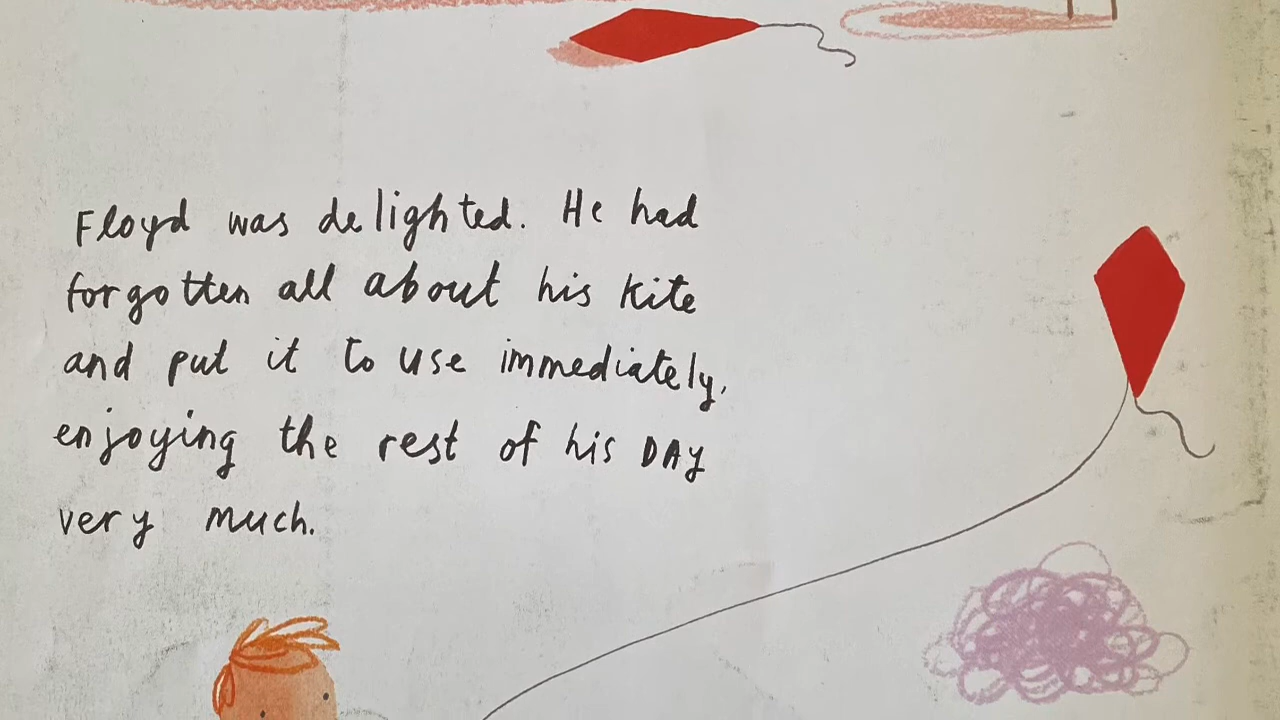 Floyd was delighted. He had
forgotten all about his kite
and put it to use immediately,
enjoying the rest of his DAY
very much.